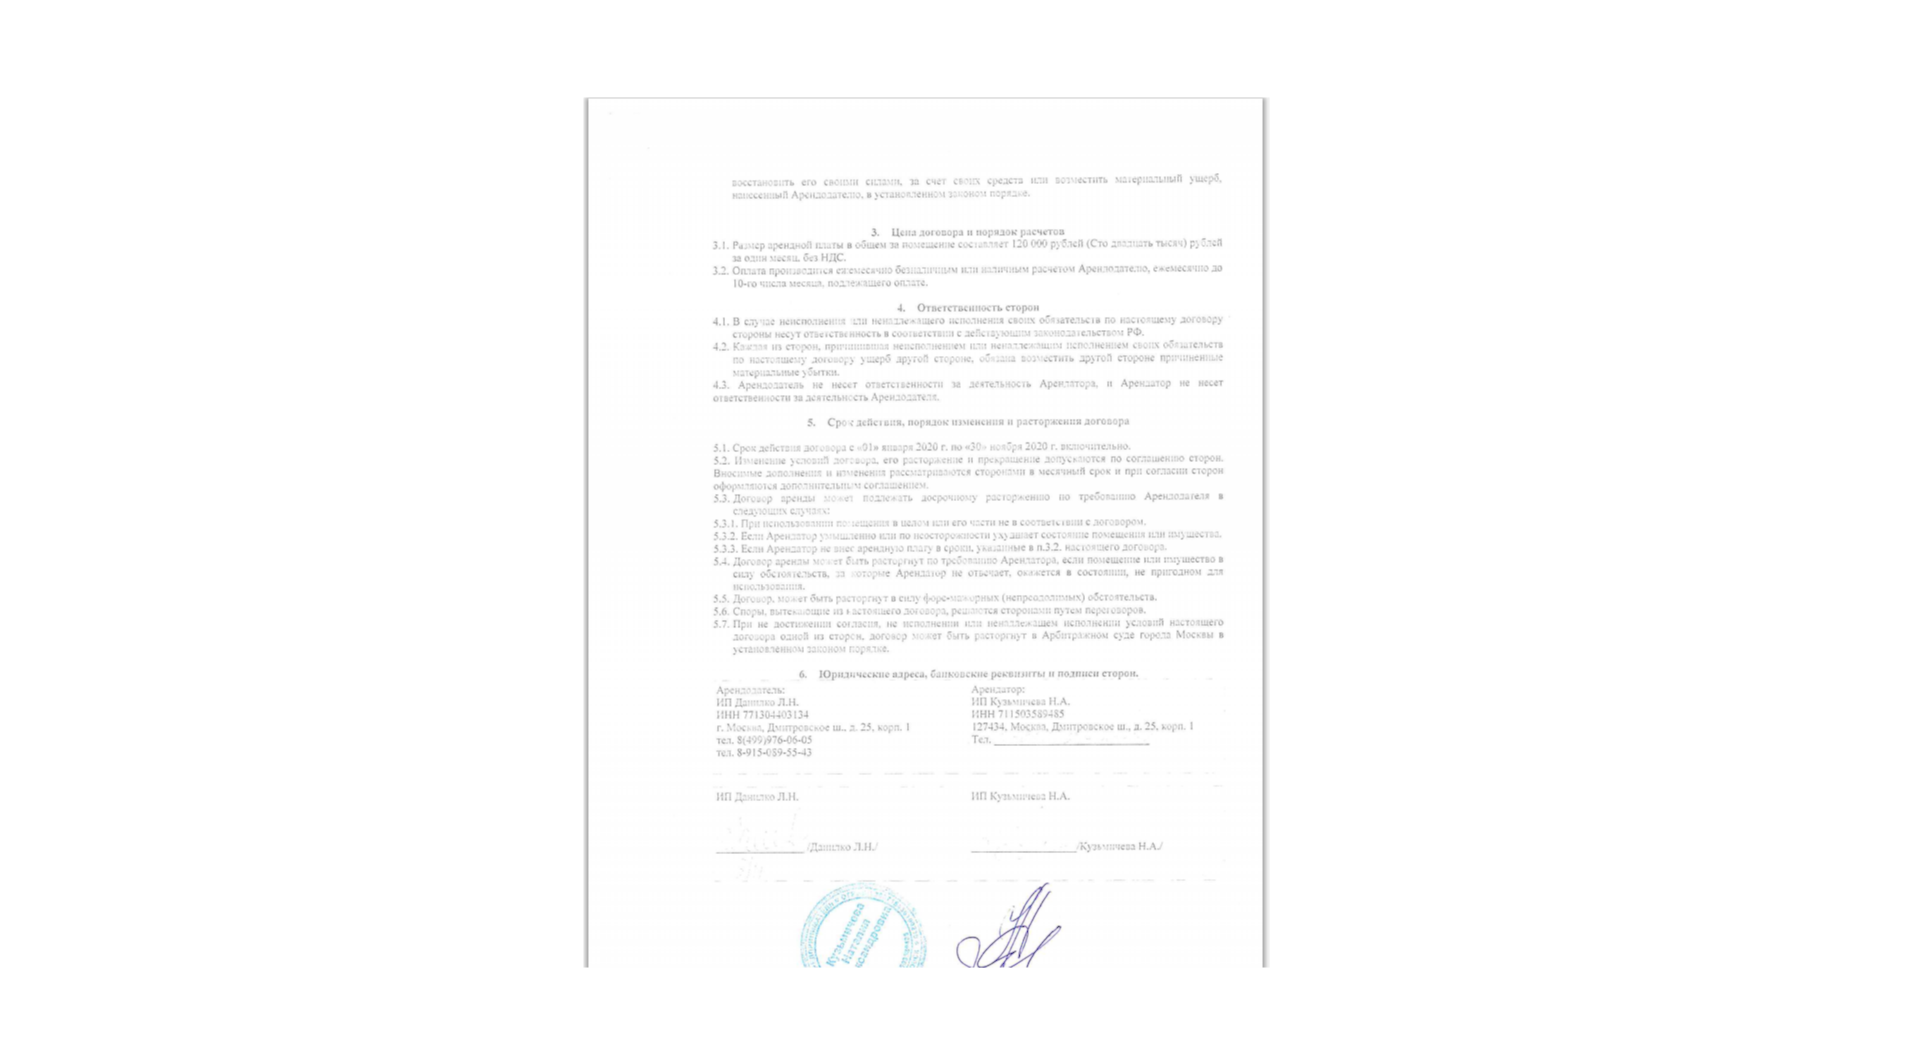 восстановить его своими силами, за счет своих средств или возместить материальный ущерб,
нанесенный Арендодателю, в установленном законом порядке.
3. Цена договора и порядок расчетов
3.1. Размер арендной платы в общем за помещение составляет 120 000 рублей (Сто двадцать тысяч) рублей
за один месяц, без НДС.
3.2. Оплата производится ежемесячно безналичным или наличным расчетом Арендодателю, ежемесячно до
10-го числа месяца, подлежащего оплате.
4. Ответственность сторон
4.1. В случае неисполнения или ненадлежащего исполнения своих обязательств по настоящему договору
стороны несут ответственность в соответствии с действующим законодательством РФ.
4.2. Каждая из сторон, причинившая неисполнением или ненадлежащим исполнением своих обязательств
по настоящему договору ущерб другой стороне, обязана возместить другой стороне причиненные
материальные убытки.
4.3. Арендодатель не несет ответственности за деятельность Арендатора, и Арендатор не несет
ответственности за деятельность Арендодателя.
5. Срок действия, порядок изменения и расторжения договора
5.1. Срок действия договора с «01» января 2020 г. по «30» ноября 2020 г. включительно.
5.2. Изменение условий договора, его расторжение и прекращение допускаются по соглашению сторон.
Вносимые дополнения и изменения рассматриваются сторонами в месячный срок и при согласии сторон
оформляются дополнительным соглашением.
5.3. Договор аренды может подлежать досрочному расторжению по требованию Арендодателя в
следующих случаях:
5.3.1. При использовании помещения в целом или его части не в соответствии с договором.
5.3.2. Если Арендатор умышленно или по неосторожности ухудшает состояние помещения или имущества.
5.3.3. Если Арендатор не внес арендную плату в сроки, указанные в п.3.2. настоящего договора.
5.4. Договор аренды может быть расторгнут по требованию Арендатора, если помещение или имущество в
силу обстоятельств, за которые Арендатор не отвечает, окажется в состоянии, не пригодном для
использования.
5.5. Договор, может быть расторгнут в силу форс-мажорных (непреодолимых) обстоятельств.
5.6. Споры, вытекающие из настоящего договора, решаются сторонами путем переговоров.
5.7. При не достижении согласия, не исполнении или ненадлежащем исполнении условий настоящего
договора одной из сторон, договор может быть расторгнут в Арбитражном суде города Москвы в
установленном законом порядке.
6. Юридические адреса, банковские реквизиты и подписи сторон.
Арендодатель:
ИП Данилко Л.Н.
ИНН 771304403134
г. Москва, Дмитровское ш., д. 25, корп. 1
тел. 8(499)976-06-05
тел. 8-915-089-55-43
Арендатор:
ИП Кузьмичева Н.А.
ИНН 711503589485
127434, Москва, Дмитровское ш., д. 25, корп. 1
Тел.
ИП Данилко Л.Н.
ИП Кузьмичева Н.А.
/Данилко Л.Н./
/Кузьмичева Н.А./
Кузьмичева
Наталия